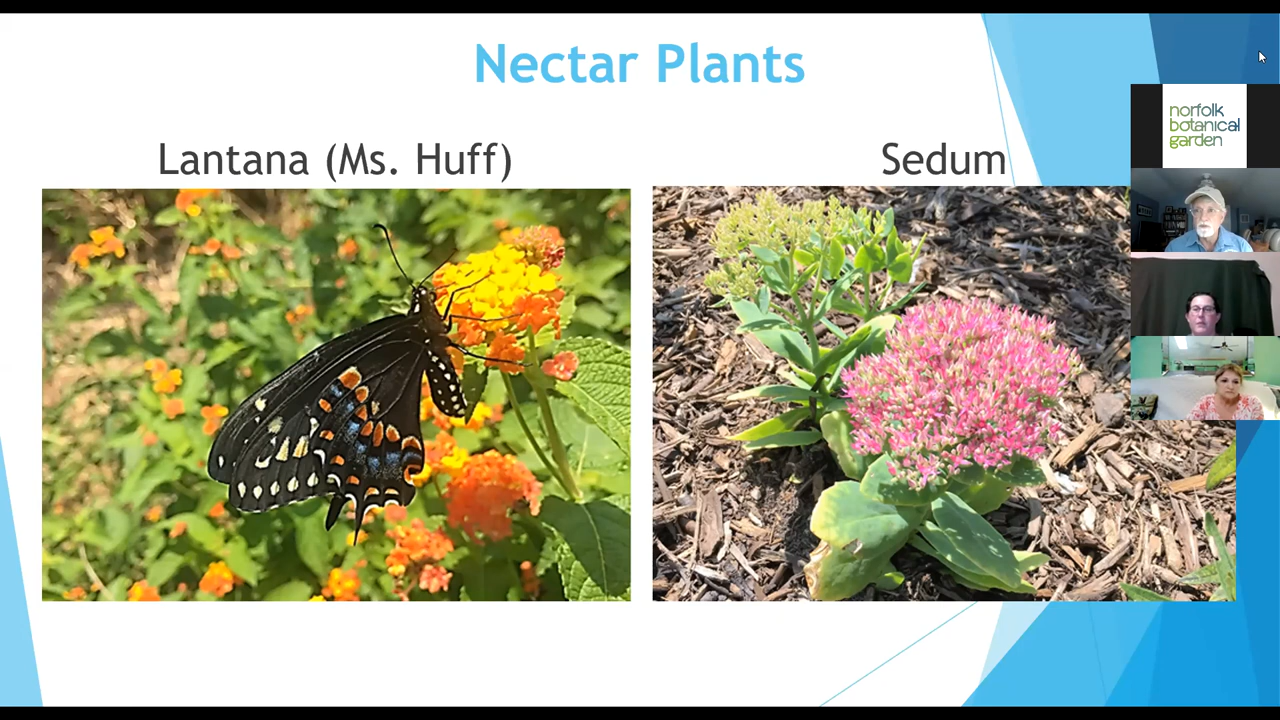 Nectar Plants
Lantana (Ms. Huff)
Sedum
norfolk
botanical
garden